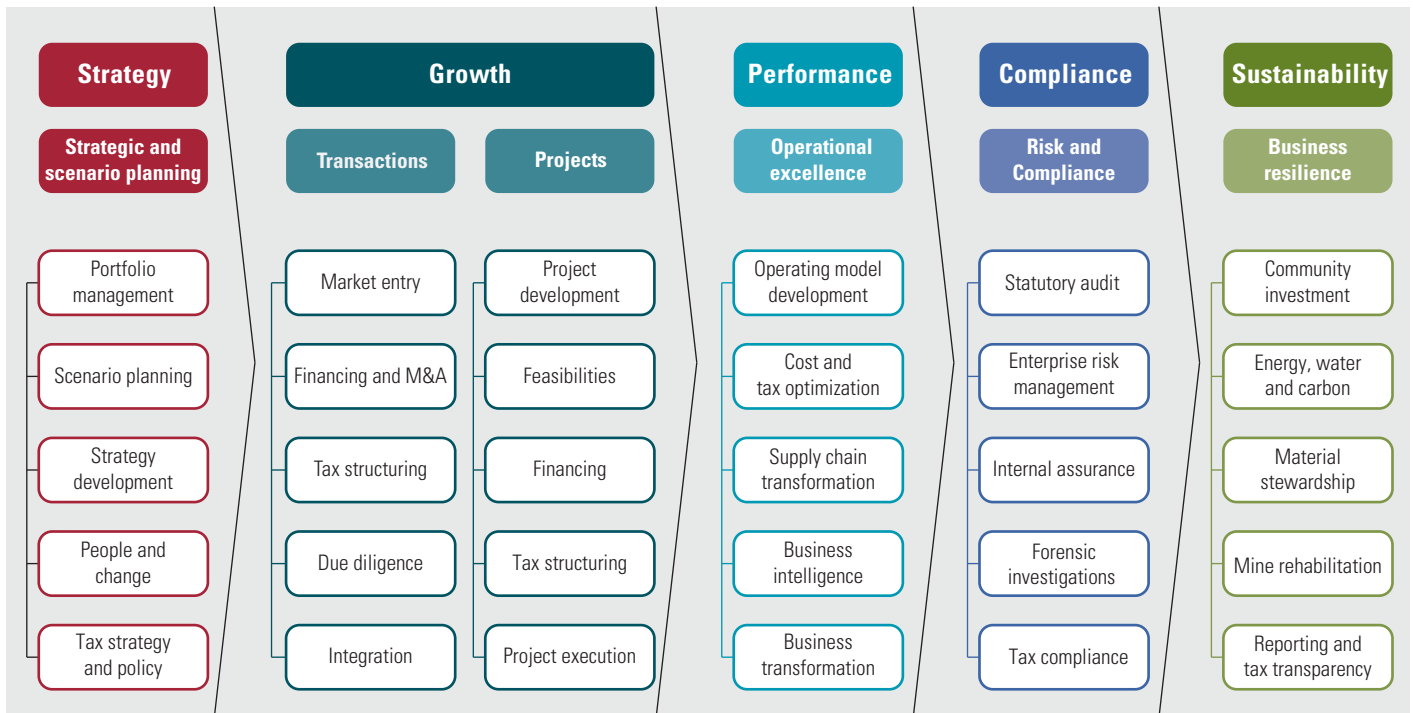 Strategy
Growth
Performance
Compliance
Sustainability
Strategic and
scenario planning
Transactions
Projects
Operational
excellence
Risk and
Compliance
Business
resilience
Portfolio
management
Scenario planning
Strategy
development
People and
change
Tax strategy
and policy
Market entry
Financing and M&A
Tax structuring
Due diligence
Integration
Project
development
Feasibilities
Financing
Tax structuring
Project execution
Operating model
development
Cost and
tax optimization
Supply chain
transformation
Business
intelligence
Business
transformation
Statutory audit
Enterprise risk
management
Internal assurance
Forensic
investigations
Tax compliance
Community
investment
Energy, water
and carbon
Material
stewardship
Mine rehabilitation
Reporting and
tax transparency